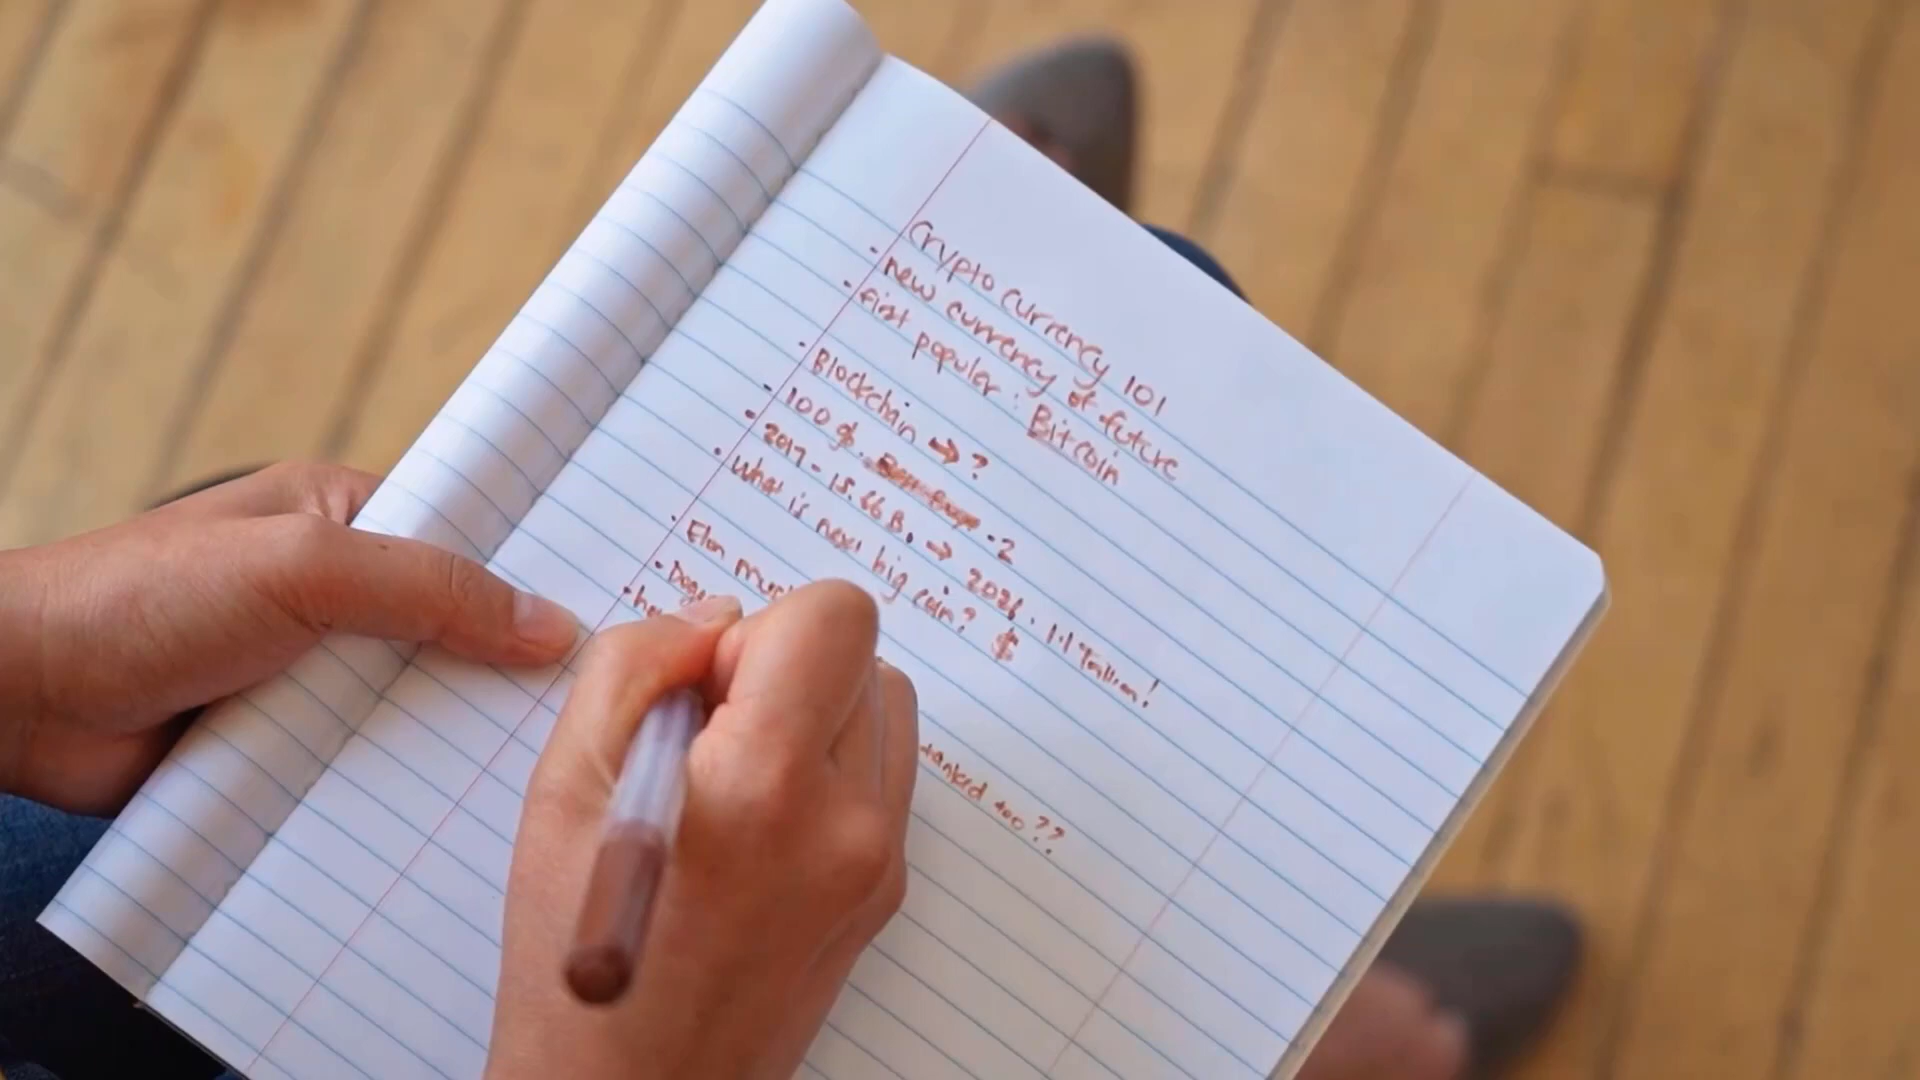 Crypto Currency 101
- new currency of future
- first popular : Bitcoin
- Blockchain → ?
- 100 $. - 2
- 2017 - 15.66 B. → 2021. 1.1 Trillion!
- What is next big coin? $
- Elon
- Doge
tanked too ??